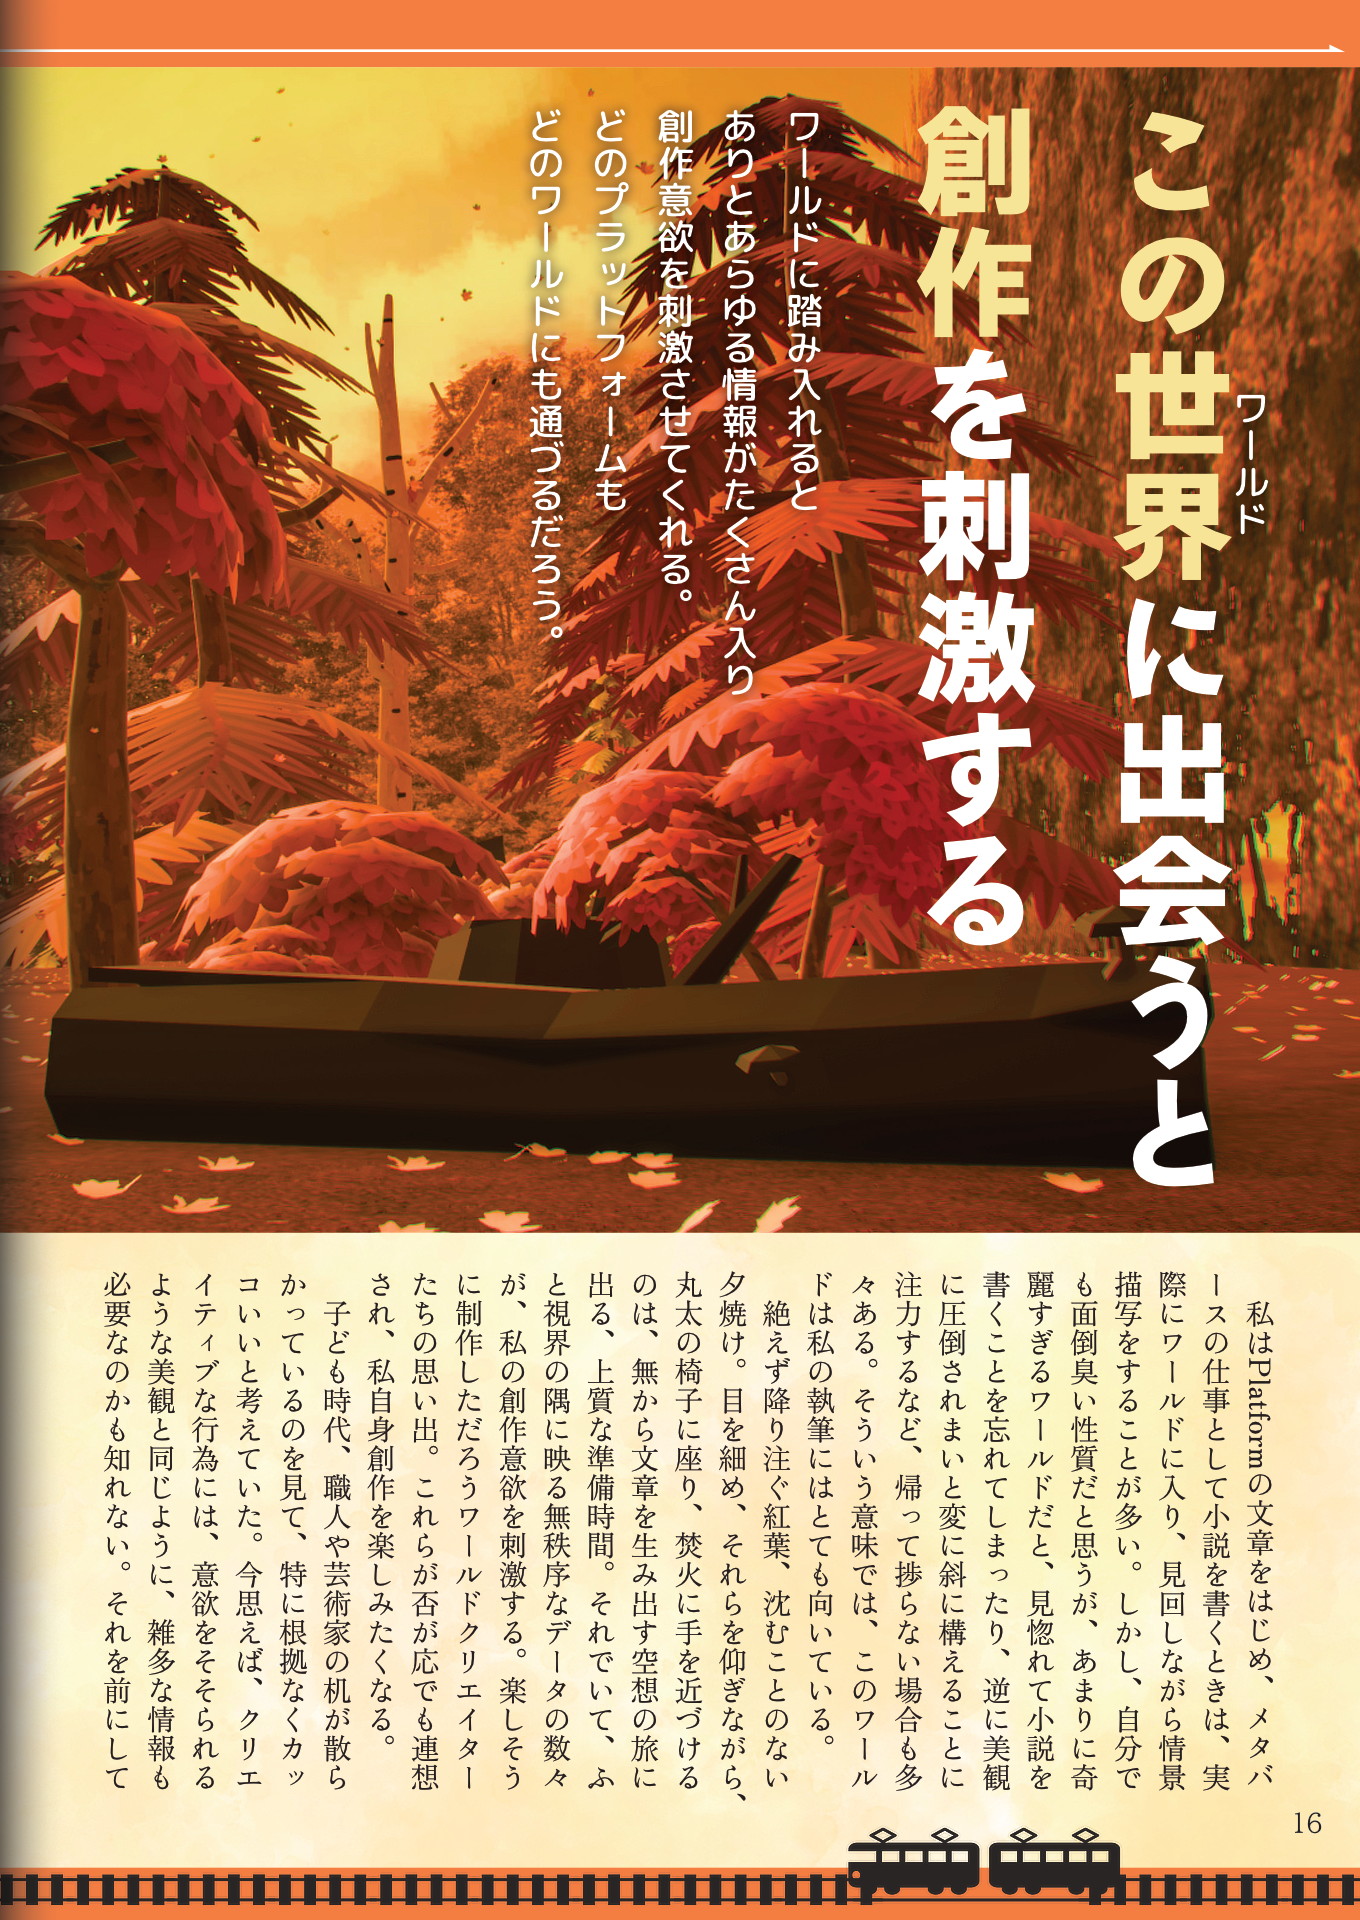 この世界に出会うと
ワールド
創作を刺激する
ワールドに踏み入れると
ありとあらゆる情報がたくさん入り
創作意欲を刺激させてくれる。
どのプラットフォームも
どのワールドにも通づるだろう。
私はPlatformの文章をはじめ、メタバ
ースの仕事として小説を書くときは、実
際にワールドに入り、見回しながら情景
描写をすることが多い。しかし、自分で
も面倒臭い性質だと思うが、あまりに奇
麗すぎるワールドだと、見惚れて小説を
書くことを忘れてしまったり、逆に美観
に圧倒されまいと変に斜に構えることに
注力するなど、帰って捗らない場合も多
々ある。そういう意味では、このワール
ドは私の執筆にはとても向いている。
絶えず降り注ぐ紅葉、沈むことのない
夕焼け。目を細め、それらを仰ぎながら、
丸太の椅子に座り、焚火に手を近づける
のは、無から文章を生み出す空想の旅に
出る、上質な準備時間。それでいて、ふ
と視界の隅に映る無秩序なデータの数々
が、私の創作意欲を刺激する。楽しそう
に制作しただろうワールドクリエイター
たちの思い出。これらが否が応でも連想
され、私自身創作を楽しみたくなる。
子ども時代、職人や芸術家の机が散ら
かっているのを見て、特に根拠なくカッ
コいいと考えていた。今思えば、クリエ
イティブな行為には、意欲をそそられる
ような美観と同じように、雑多な情報も
必要なのかも知れない。それを前にして
16